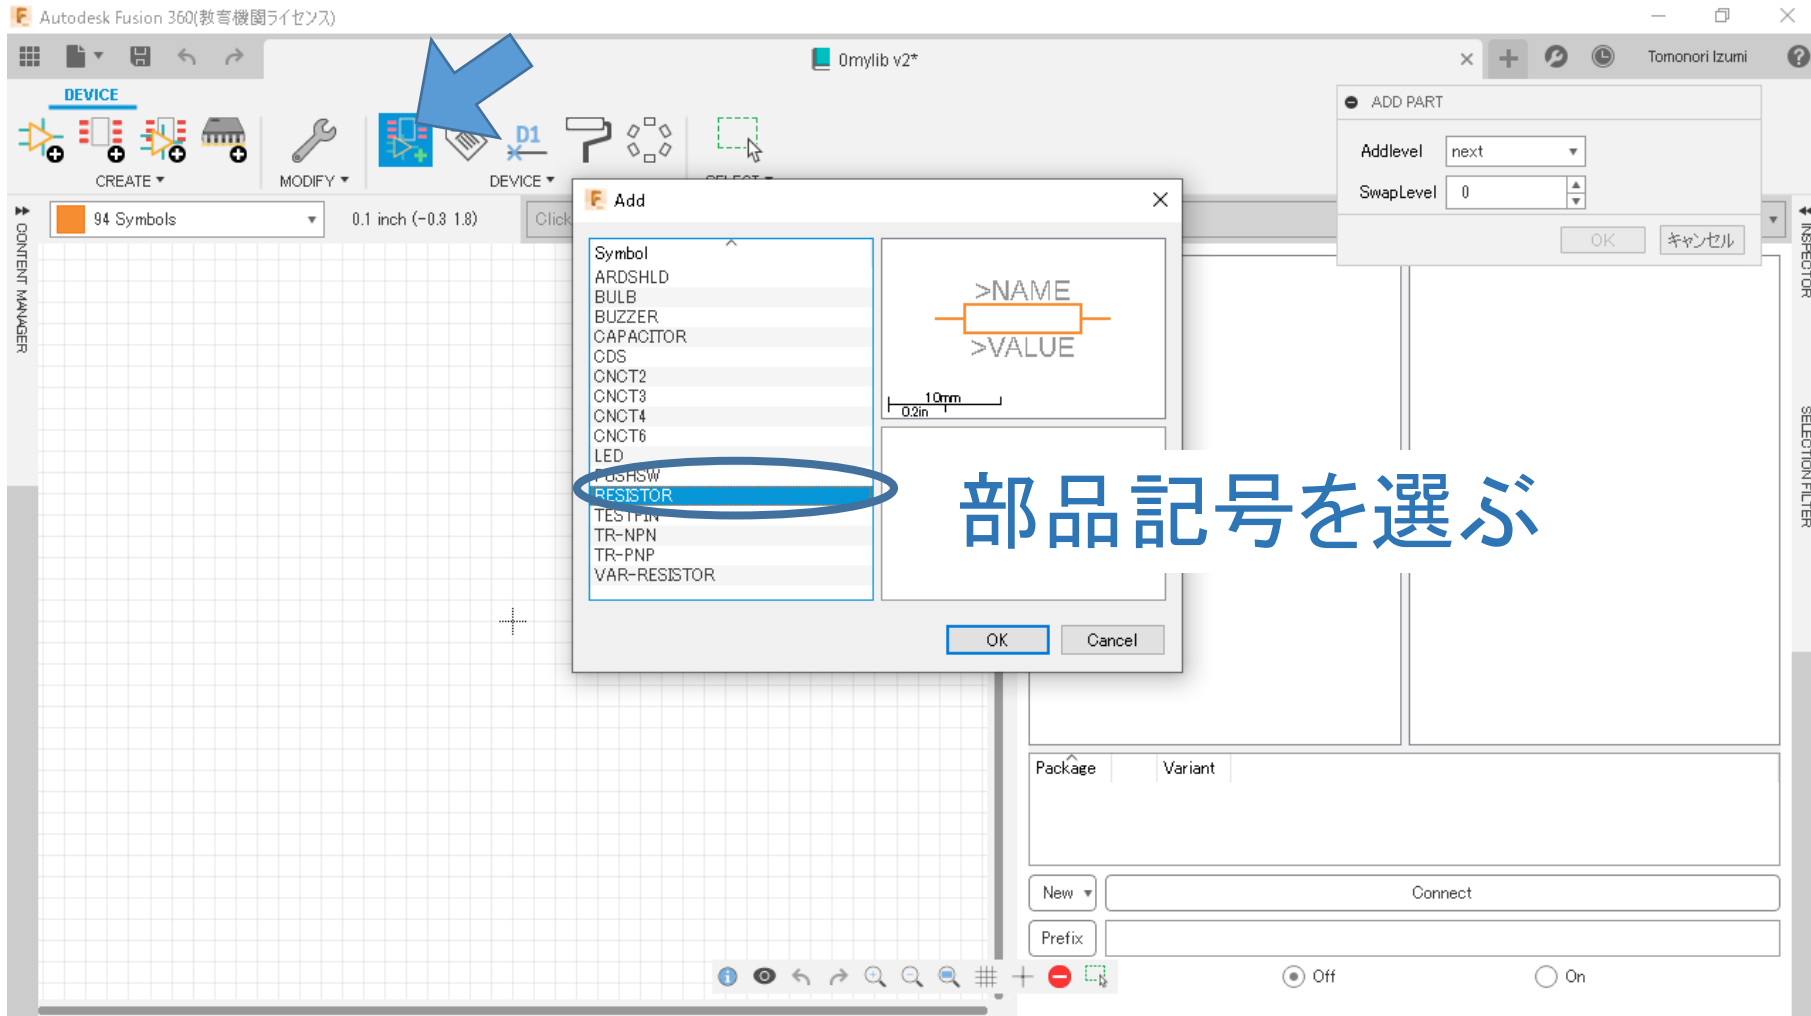 Autodesk Fusion 360(教育機関ライセンス)
0mylib v2*
Tomonori Izumi
DEVICE
D1
CREATE
MODIFY
DEVICE
SELECT
ADD PART
Addlevel
next
SwapLevel
0
OK
キャンセル
94 Symbols
0.1 inch (-0.3 1.8)
Click
CONTENT MANAGER
INSPECTOR
SELECTION FILTER
Add
Symbol
ARDSHLD
BULB
BUZZER
CAPACITOR
CDS
CNCT2
CNCT3
CNCT4
CNCT6
LED
PUSHSW
RESISTOR
TESTPIN
TR-NPN
TR-PNP
VAR-RESISTOR
>NAME
>VALUE
10mm
0.2in
部品記号を選ぶ
OK
Cancel
Package
Variant
New
Connect
Prefix
Off
On